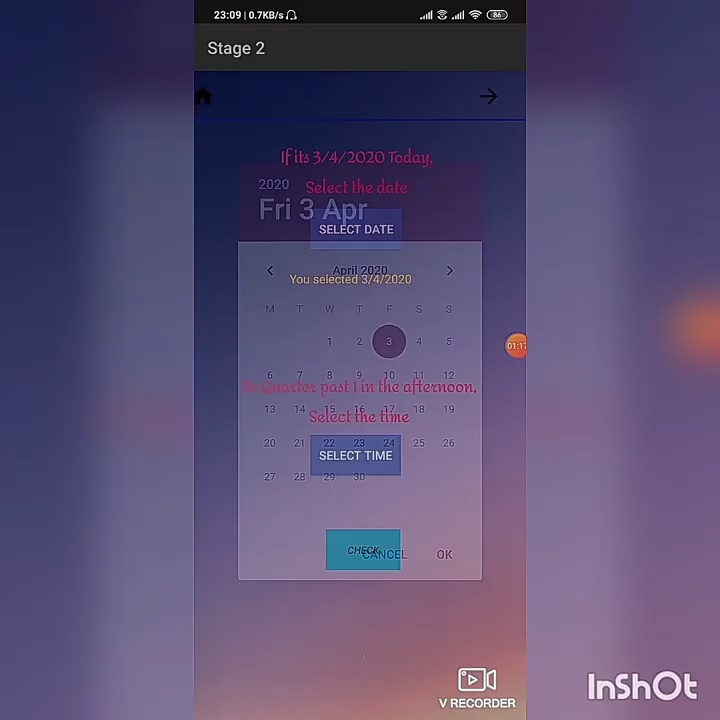 23:09 | 0.7KB/s
86
Stage 2
If its 3/4/2020 Today,
2020
Select the date
Fri 3 Apr
SELECT DATE
April 2020
You selected 3/4/2020
M T W T F S S
1 2 3 4 5
6 7 8 9 10 11 12
quarter past 1 in the afternoon,
13 14 15 16 17 18 19
Select the time
20 21 22 23 24 25 26
SELECT TIME
27 28 29 30
CHECK
CANCEL OK
01:17
V RECORDER
InShOt